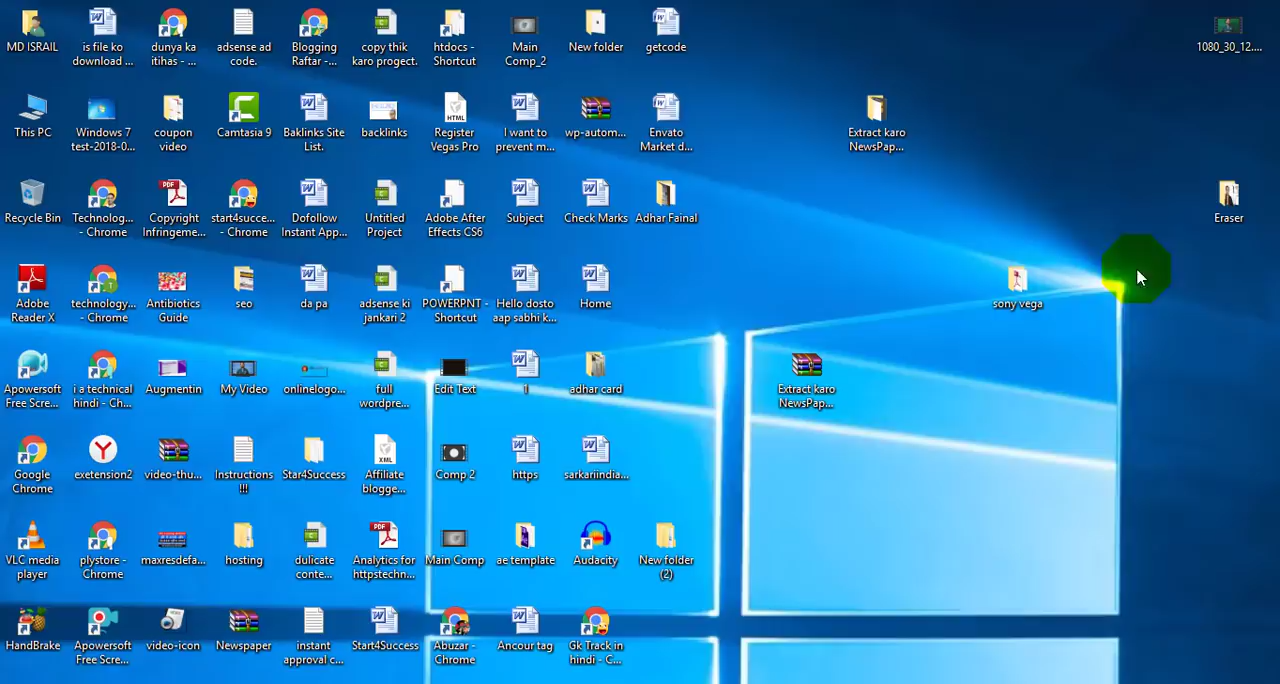 MD ISRAIL
is file ko
download ...
dunya ka
itihas - ...
adsense ad
code.
Blogging
Raftar -...
copy thik
karo progect.
htdocs -
Shortcut
Main
Comp_2
New folder
getcode
1080_30_12....
This PC
Windows 7
test-2018-0...
coupon
video
Camtasia 9
Baklinks Site
List.
backlinks
Register
Vegas Pro
I want to
prevent m...
wp-autom...
Envato
Market d...
Extract karo
NewsPap...
Recycle Bin
Technolog...
- Chrome
Copyright
Infringeme...
start4succe...
- Chrome
Dofollow
Instant App...
Untitled
Project
Adobe After
Effects CS6
Subject
Check Marks
Adhar Fainal
Eraser
Adobe
Reader X
technology...
- Chrome
Antibiotics
Guide
seo
da pa
adsense ki
jankari 2
POWERPNT -
Shortcut
Hello dosto
aap sabhi k...
Home
sony vega
Apowersoft
Free Scre...
i a technical
hindi - Ch...
Augmentin
My Video
onlinelogo...
full
wordpre...
Edit Text
1
adhar card
Extract karo
NewsPap...
Google
Chrome
exetension2
video-thu...
Instructions
!!!
Star4Success
Affiliate
blogge...
Comp 2
https
sarkariindia...
VLC media
player
plystore -
Chrome
maxresdefa...
hosting
dulicate
conte...
Analytics for
httpstechn...
Main Comp
ae template
Audacity
New folder
(2)
HandBrake
Apowersoft
Free Scre...
video-icon
Newspaper
instant
approval c...
Start4Success
Abuzar -
Chrome
Ancour tag
Gk Track in
hindi - C...